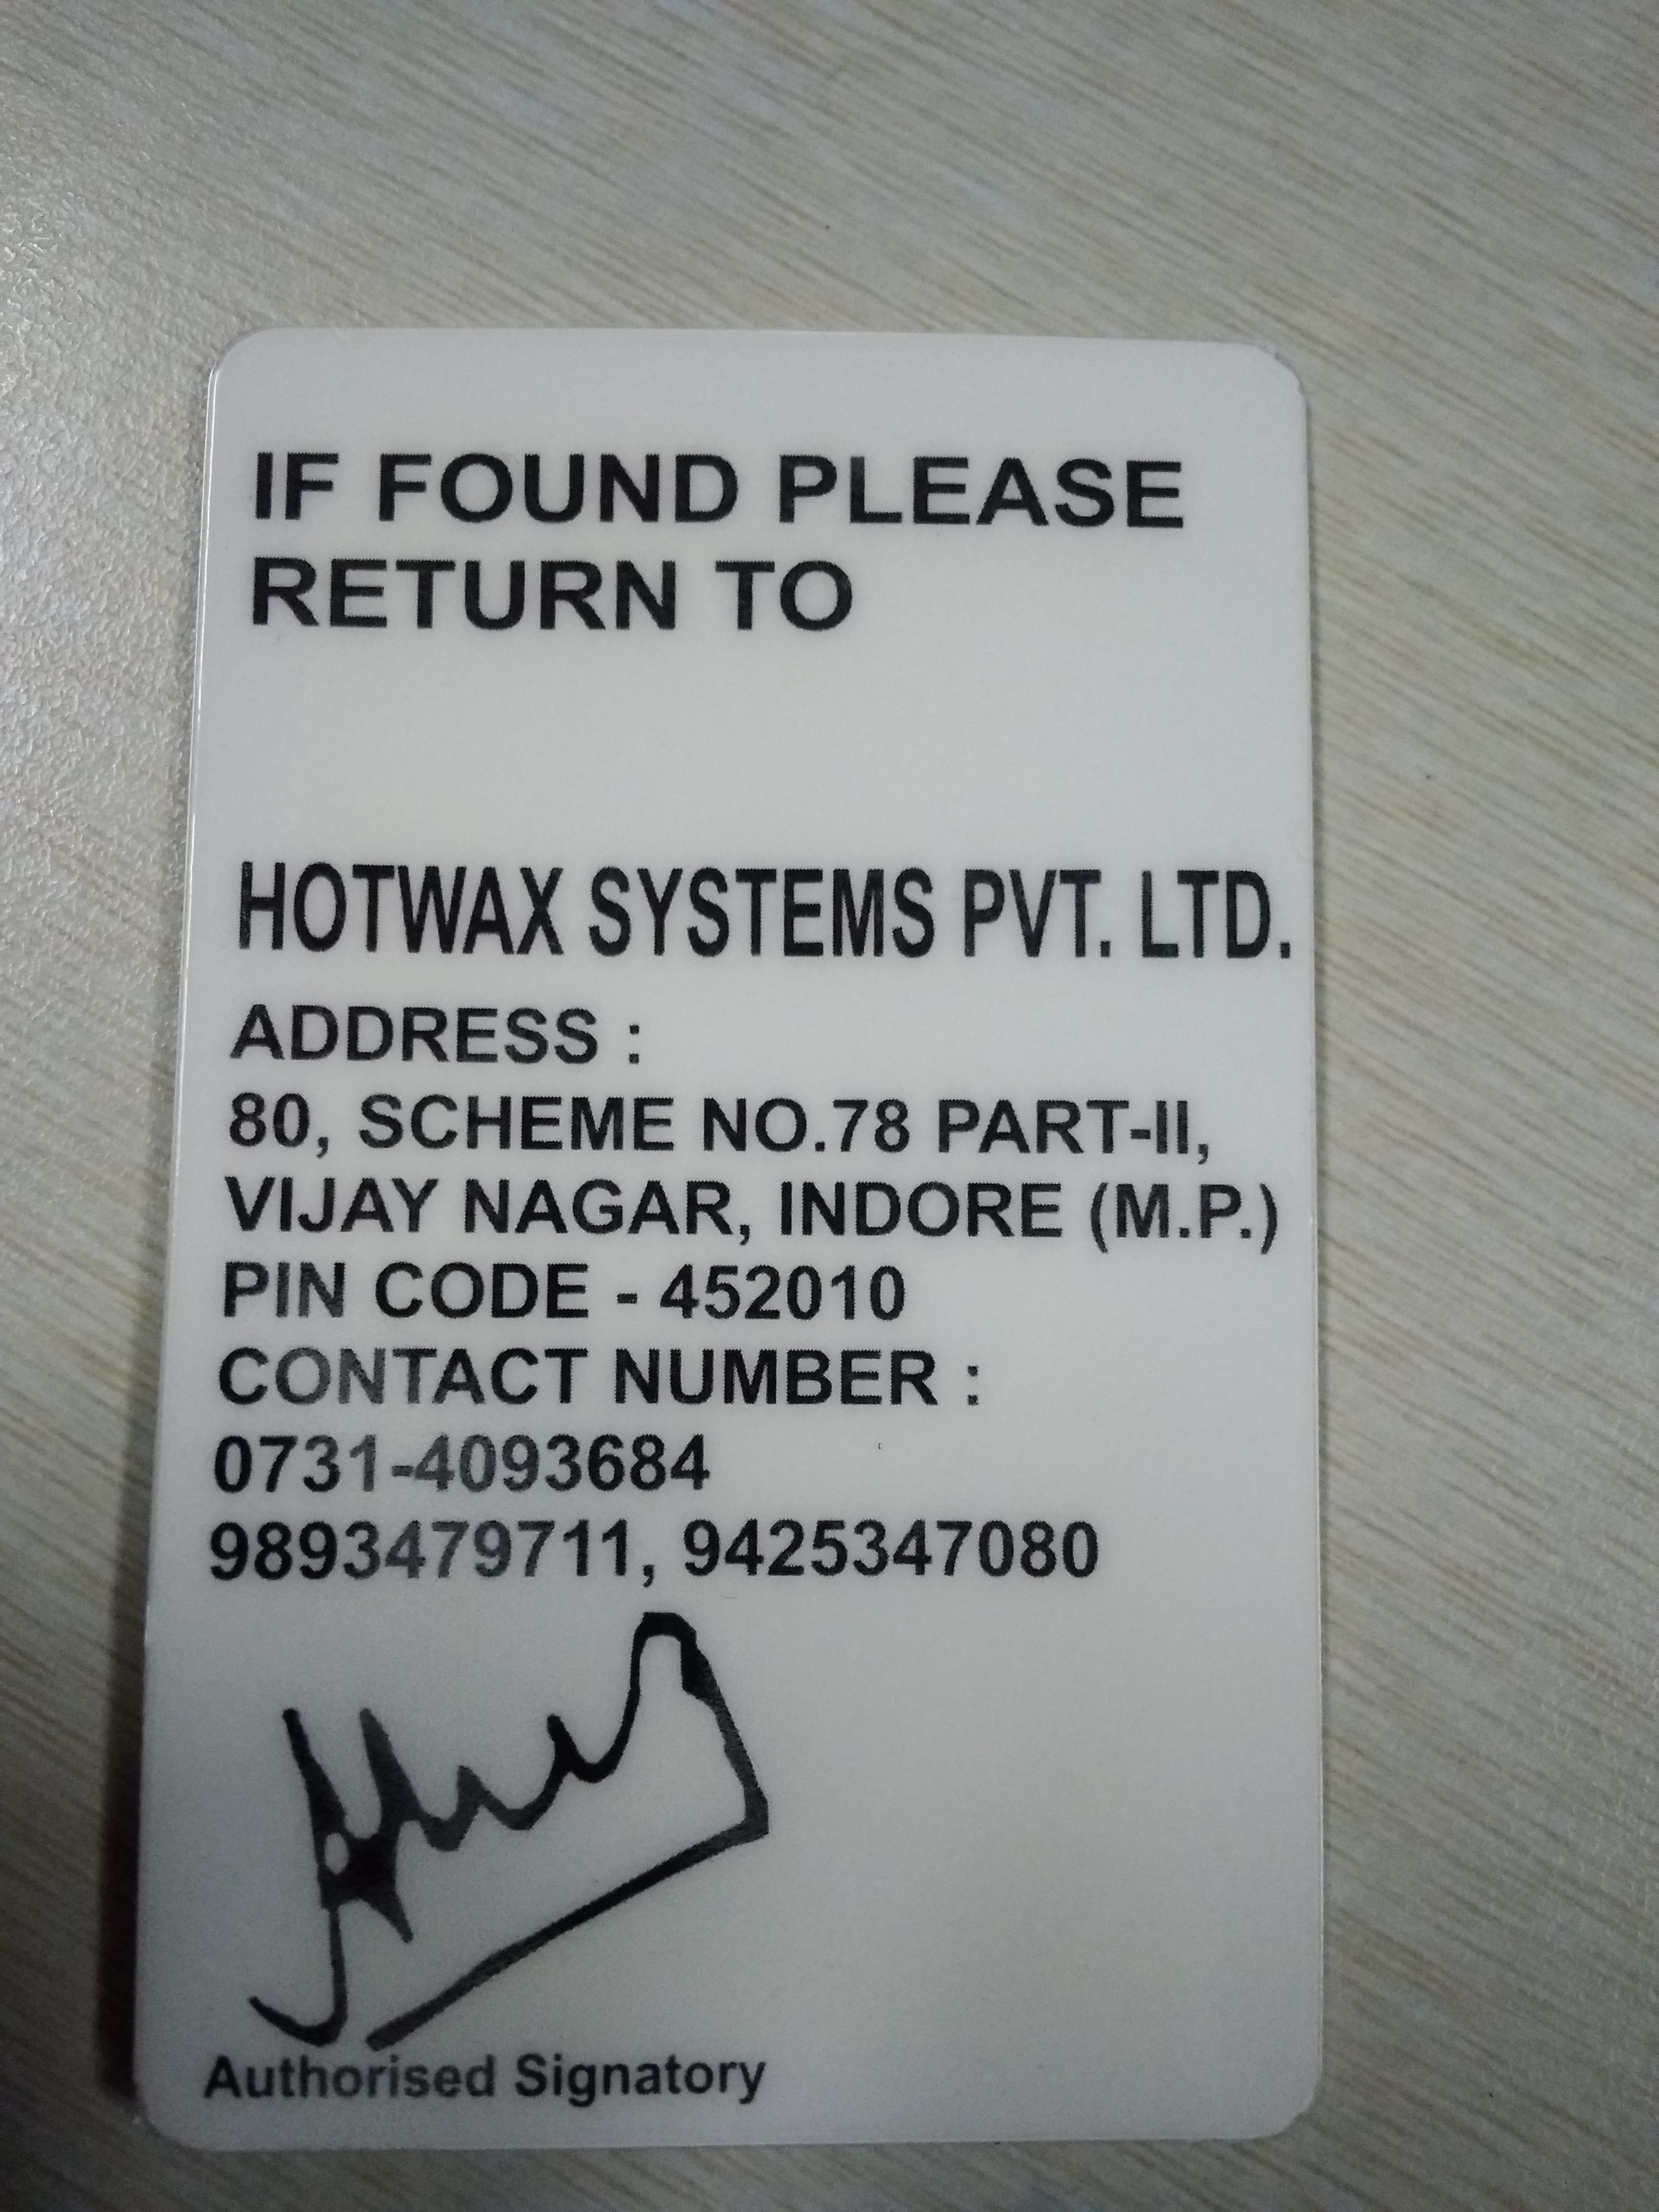 IF FOUND PLEASE
RETURN TO
HOTWAX SYSTEMS PVT. LTD.
ADDRESS :
80, SCHEME NO.78 PART-II,
VIJAY NAGAR, INDORE (M.P.)
PIN CODE - 452010
CONTACT NUMBER :
0731-4093684
9893479711, 9425347080
Authorised Signatory